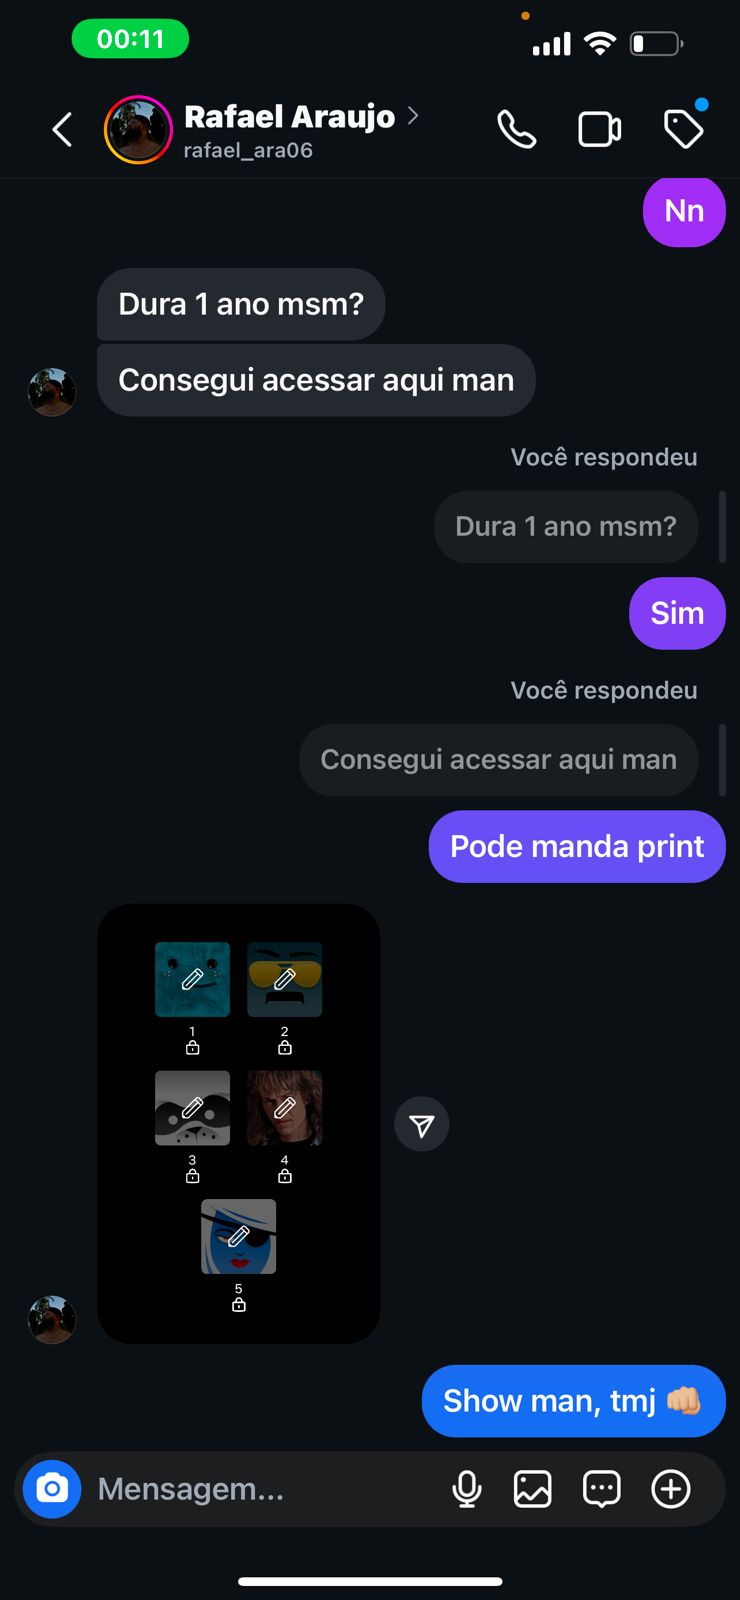 00:11
Rafael Araujo
rafael_ara06
Nn
Dura 1 ano msm?
Consegui acessar aqui man
Você respondeu
Dura 1 ano msm?
Sim
Você respondeu
Consegui acessar aqui man
Pode manda print
1
2
3
4
5
Show man, tmj 👊🏼
Mensagem...